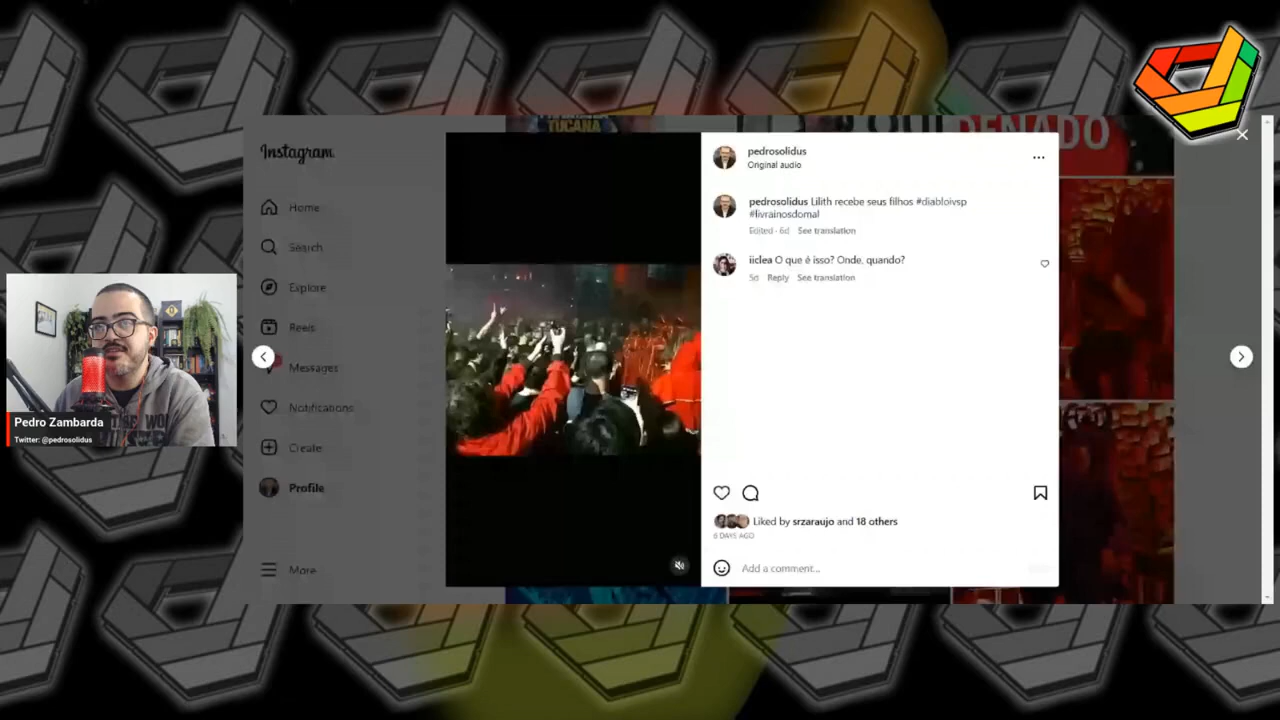 TUCANA
DENADO
Instagram
Home
Search
Explore
Reels
Messages
Notifications
Create
Profile
More
pedrosolidus
Original audio
pedrosolidus Lilith recebe seus filhos #diabloivsp
#livrainosdomal
Edited · 6d See translation
iiclea O que é isso? Onde, quando?
5d Reply See translation
Liked by srzaraujo and 18 others
6 DAYS AGO
Add a comment...
Pedro Zambarda
Twitter: @pedrosolidus